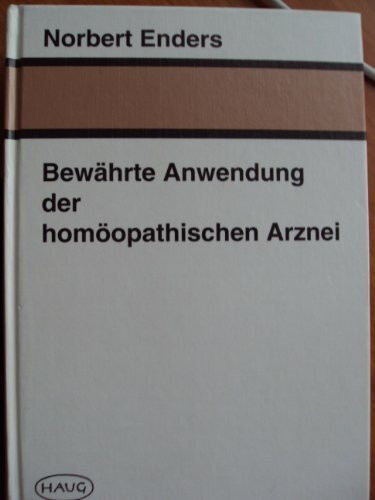 Norbert Enders
Bewährte Anwendung
der
homöopathischen Arznei
HAUG